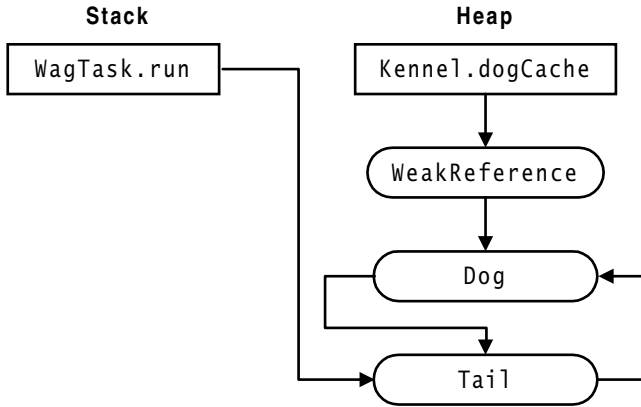 Stack
Heap
WagTask.run
Kennel.dogCache
WeakReference
Dog
Tail